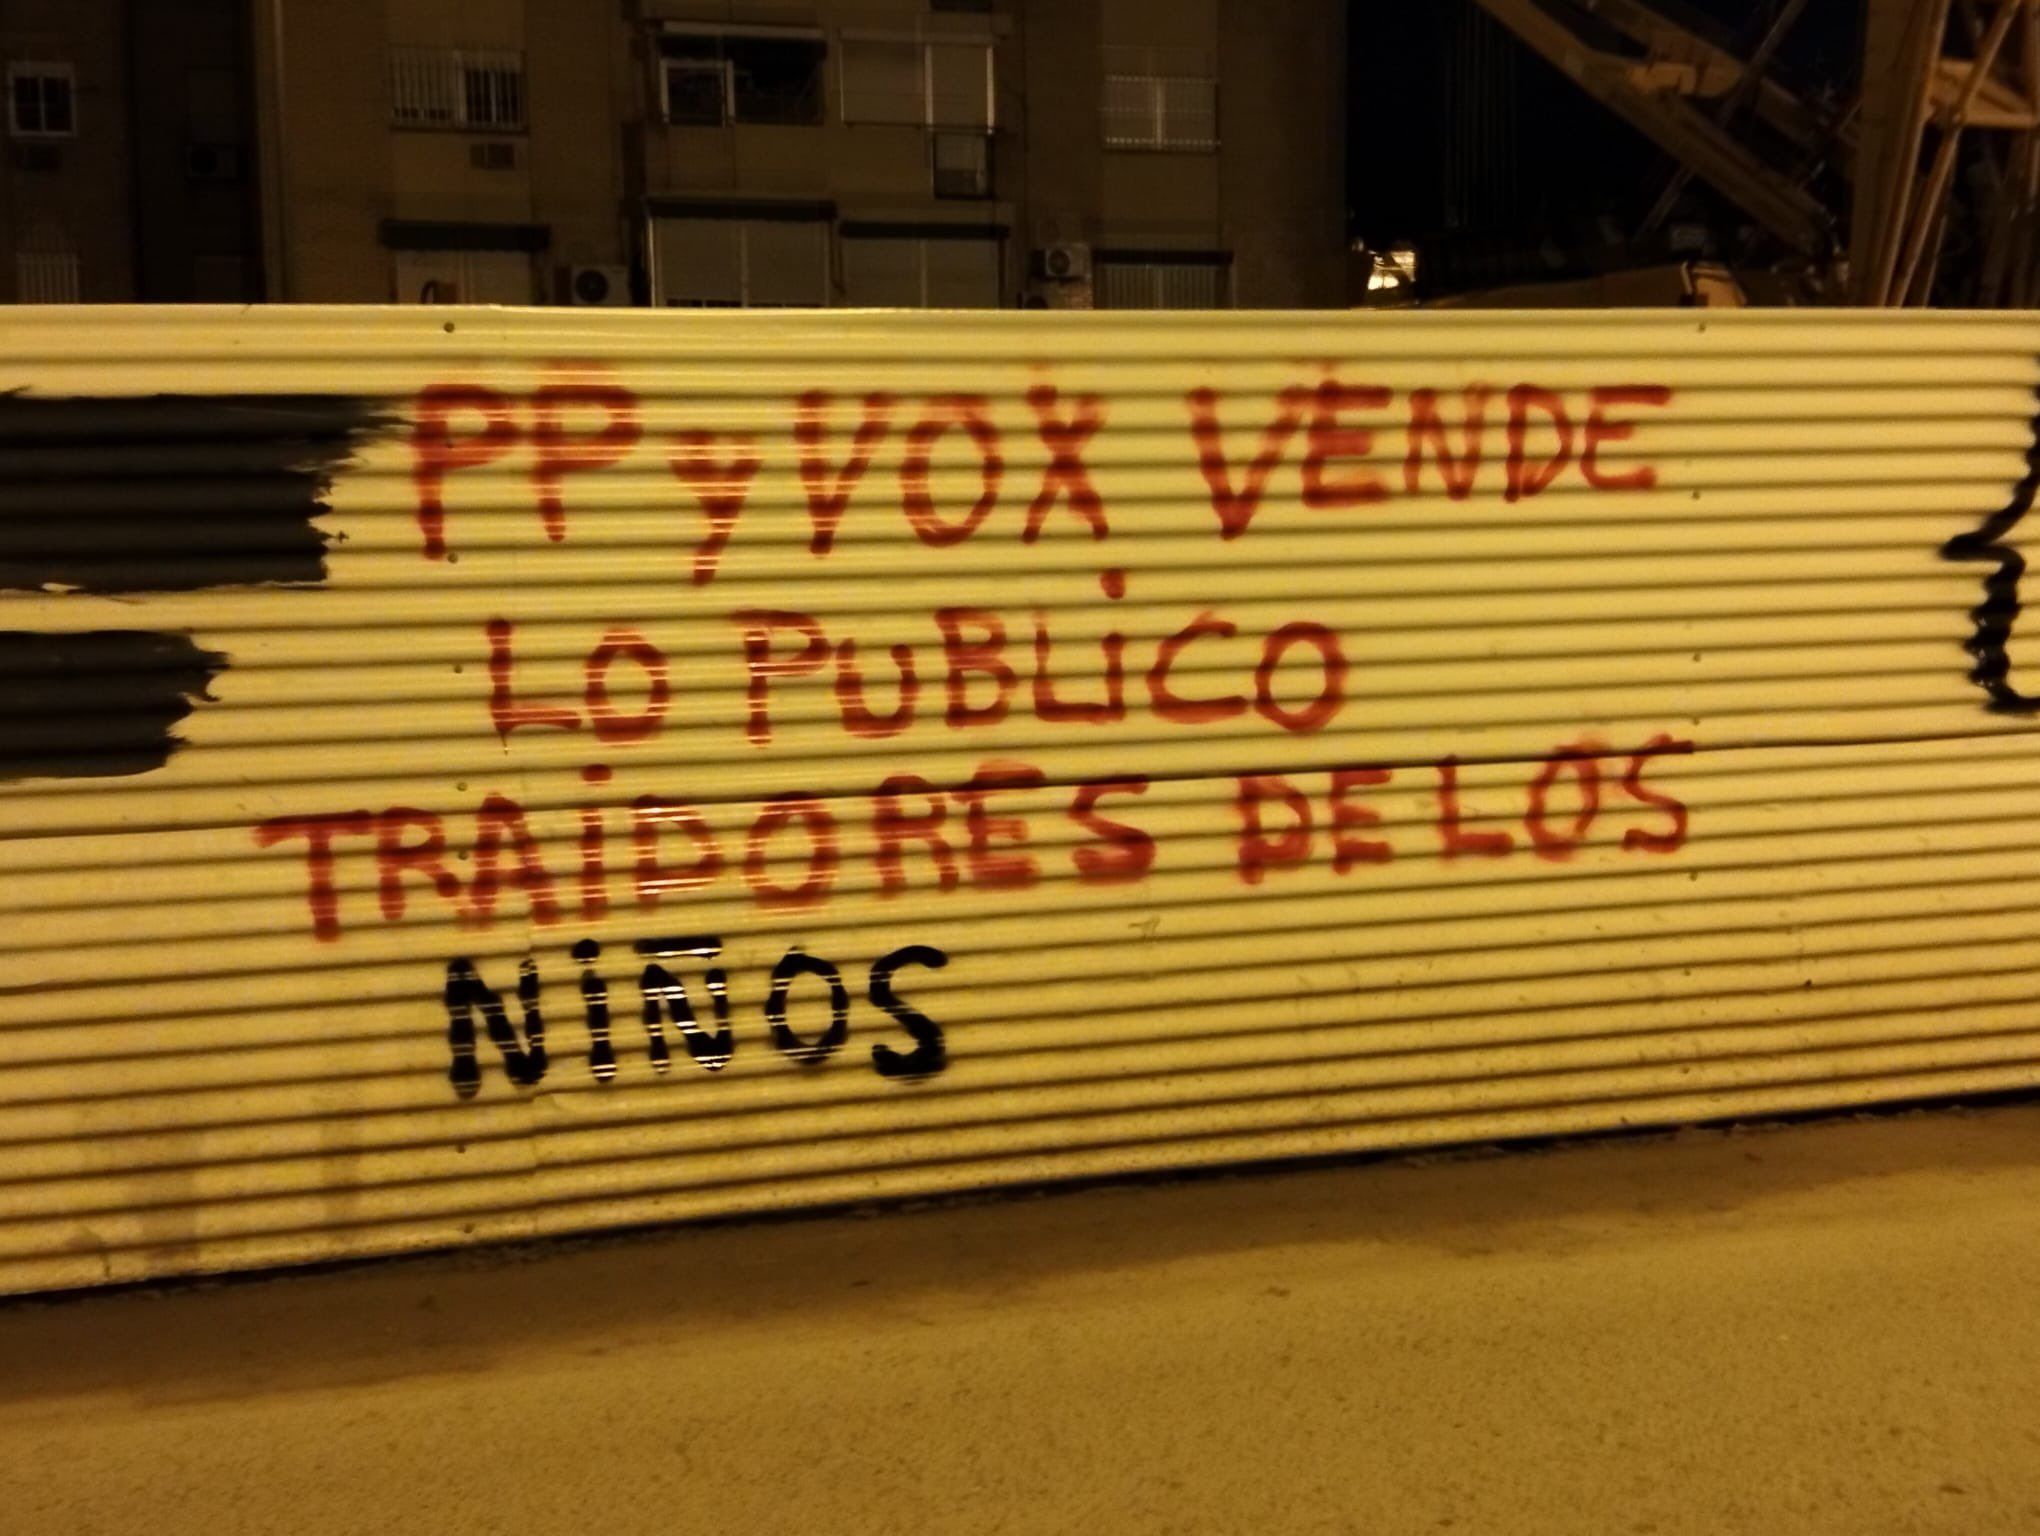 PP y VOX VENDE
LO PUBLiCO
TRAiDORES DE LOS
NiÑOS